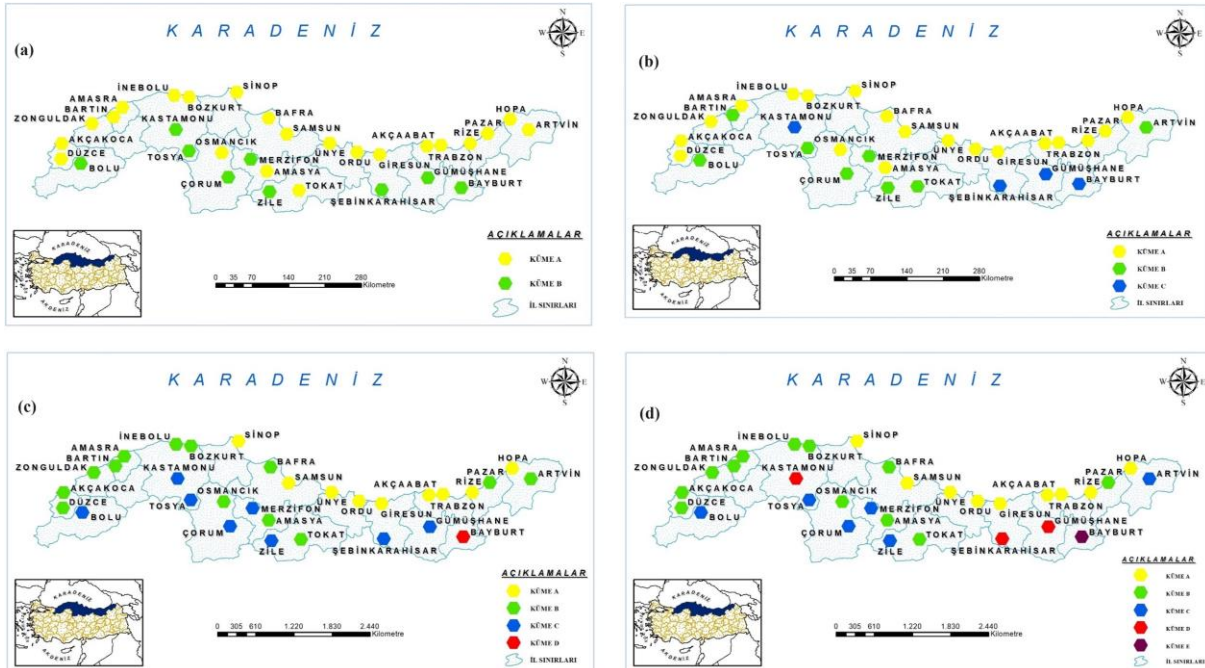 (a)
K A R A D E N İ Z
N
W E
S
SİNOP
İNEBOLU
AMASRA
BARTIN
BOZKURT
BAFRA
HOPA
ZONGULDAK
KASTAMONU
SAMSUN
PAZAR
ARTVİN
AKÇAKOCA
OSMANCIK
ÜNYE
AKÇAABAT
RİZE
DÜZCE
TOSYA
MERZİFON
ORDU
GİRESUN
TRABZON
BOLU
AMASYA
GÜMÜŞHANE
ÇORUM
TOKAT
BAYBURT
ZİLE
ŞEBİNKARAHİSAR
AÇIKLAMALAR
KÜME A
KÜME B
İL SINIRLARI
KARADENİZ
AKDENİZ
0 35 70 140 210 280
Kilometre
(b)
K A R A D E N İ Z
N
W E
S
SİNOP
İNEBOLU
AMASRA
BARTIN
BOZKURT
BAFRA
HOPA
ZONGULDAK
KASTAMONU
SAMSUN
PAZAR
ARTVİN
AKÇAKOCA
OSMANCIK
ÜNYE
AKÇAABAT
RİZE
DÜZCE
TOSYA
MERZİFON
ORDU
GİRESUN
TRABZON
BOLU
AMASYA
GÜMÜŞHANE
ÇORUM
TOKAT
BAYBURT
ZİLE
ŞEBİNKARAHİSAR
AÇIKLAMALAR
KÜME A
KÜME B
KÜME C
İL SINIRLARI
KARADENİZ
AKDENİZ
0 35 70 140 210 280
Kilometre
(c)
K A R A D E N İ Z
N
W E
S
SİNOP
İNEBOLU
AMASRA
BARTIN
BOZKURT
BAFRA
HOPA
ZONGULDAK
KASTAMONU
SAMSUN
PAZAR
ARTVİN
AKÇAKOCA
OSMANCIK
ÜNYE
AKÇAABAT
RİZE
DÜZCE
TOSYA
MERZİFON
ORDU
GİRESUN
TRABZON
BOLU
AMASYA
GÜMÜŞHANE
ÇORUM
TOKAT
BAYBURT
ZİLE
ŞEBİNKARAHİSAR
AÇIKLAMALAR
KÜME A
KÜME B
KÜME C
KÜME D
İL SINIRLARI
KARADENİZ
AKDENİZ
0 305 610 1.220 1.830 2.440
Kilometre
(d)
K A R A D E N İ Z
N
W E
S
SİNOP
İNEBOLU
AMASRA
BARTIN
BOZKURT
BAFRA
HOPA
ZONGULDAK
KASTAMONU
SAMSUN
PAZAR
ARTVİN
AKÇAKOCA
OSMANCIK
ÜNYE
AKÇAABAT
RİZE
DÜZCE
TOSYA
MERZİFON
ORDU
GİRESUN
TRABZON
BOLU
AMASYA
GÜMÜŞHANE
ÇORUM
TOKAT
BAYBURT
ZİLE
ŞEBİNKARAHİSAR
AÇIKLAMALAR
KÜME A
KÜME B
KÜME C
KÜME D
KÜME E
İL SINIRLARI
KARADENİZ
AKDENİZ
0 305 610 1.220 1.830 2.440
Kilometre